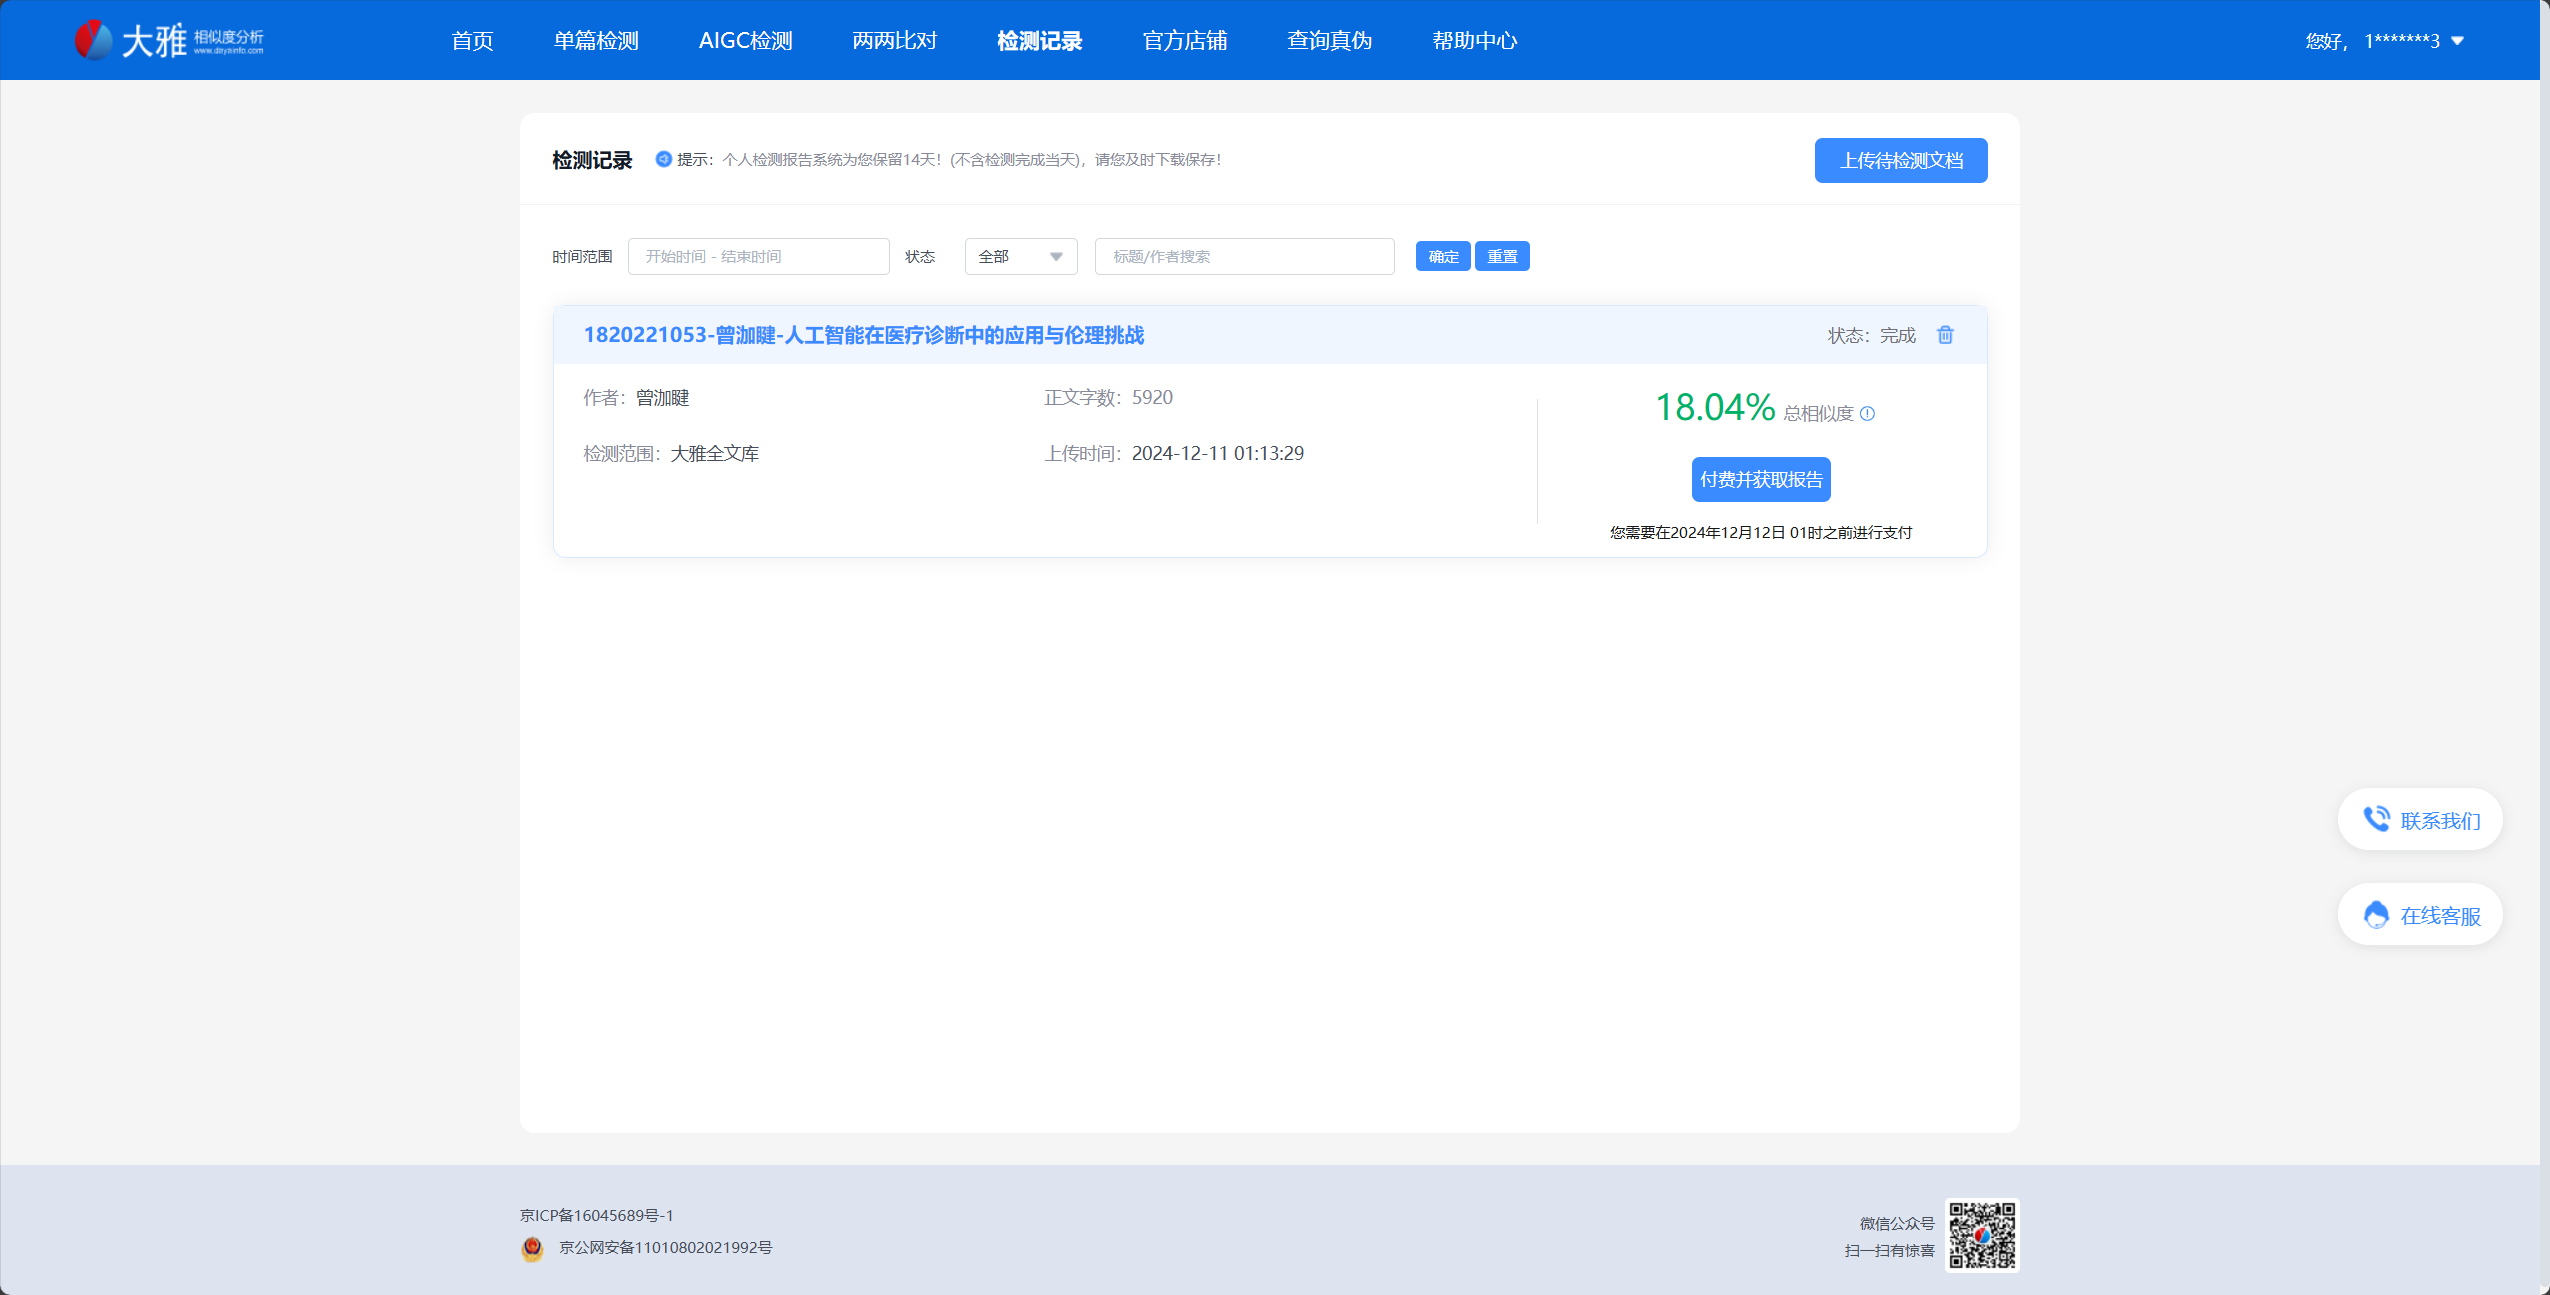 大雅 相似度分析
www.dayainfo.com
首页 单篇检测 AIGC检测 两两比对 检测记录 官方店铺 查询真伪 帮助中心
您好， 1*******3
检测记录 提示：个人检测报告系统为您保留14天！(不含检测完成当天)，请您及时下载保存！
上传待检测文档
时间范围 开始时间 - 结束时间 状态 全部 标题/作者搜索 确定 重置
1820221053-曾泇睷-人工智能在医疗诊断中的应用与伦理挑战
状态：完成
作者：曾泇睷 正文字数：5920
检测范围：大雅全文库 上传时间：2024-12-11 01:13:29
18.04% 总相似度
付费并获取报告
您需要在2024年12月12日 01时之前进行支付
联系我们
在线客服
京ICP备16045689号-1
京公网安备11010802021992号
微信公众号
扫一扫有惊喜